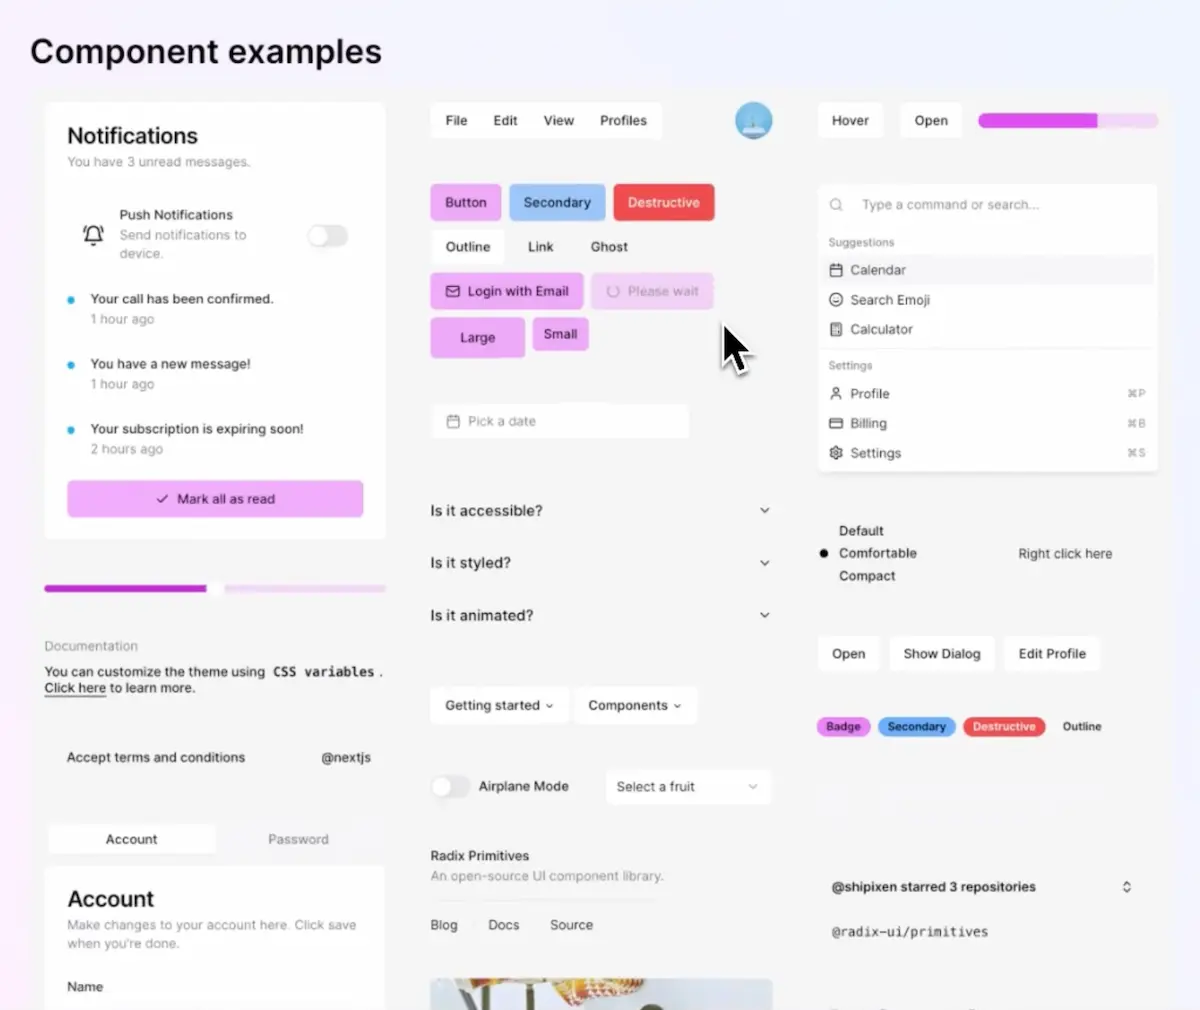 Component examples
Notifications
You have 3 unread messages.
Push Notifications
Send notifications to
device.
Your call has been confirmed.
1 hour ago
You have a new message!
1 hour ago
Your subscription is expiring soon!
2 hours ago
Mark all as read
Documentation
You can customize the theme using CSS variables.
Click here to learn more.
Accept terms and conditions
@nextjs
Account
Password
Account
Make changes to your account here. Click save
when you're done.
Name
File Edit View Profiles
Button Secondary Destructive
Outline Link Ghost
Login with Email Please wait
Large Small
Pick a date
Is it accessible?
Is it styled?
Is it animated?
Getting started Components
Airplane Mode Select a fruit
Radix Primitives
An open-source UI component library.
Blog Docs Source
Hover Open
Type a command or search...
Suggestions
Calendar
Search Emoji
Calculator
Settings
Profile ⌘P
Billing ⌘B
Settings ⌘S
Default
Comfortable
Compact
Right click here
Open Show Dialog Edit Profile
Badge Secondary Destructive Outline
@shipixen starred 3 repositories
@radix-ui/primitives